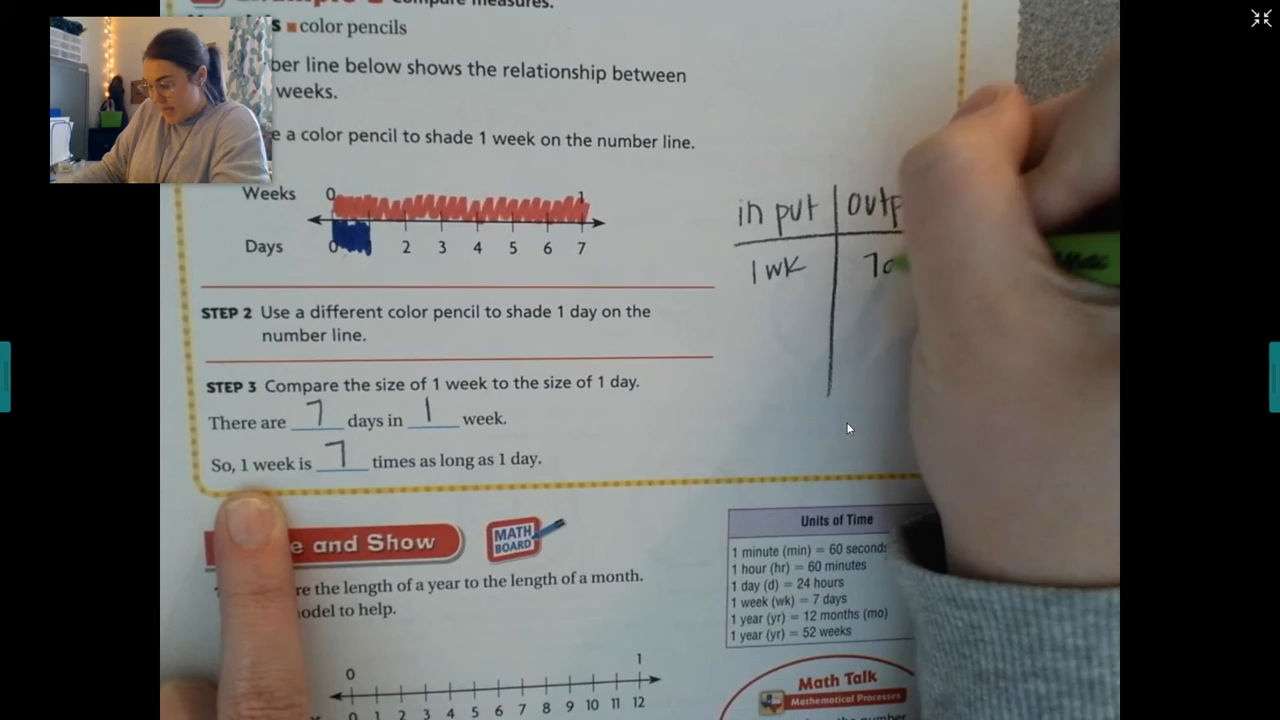 Compare measures.
s ■ color pencils
ber line below shows the relationship between
weeks.
e a color pencil to shade 1 week on the number line.
Weeks 0 1
Days 0 2 3 4 5 6 7
input outp
1 wk 7d
STEP 2 Use a different color pencil to shade 1 day on the
number line.
STEP 3 Compare the size of 1 week to the size of 1 day.
There are 7 days in 1 week.
So, 1 week is 7 times as long as 1 day.
e and Show
MATH
BOARD
re the length of a year to the length of a month.
odel to help.
0 1
0 1 2 3 4 5 6 7 8 9 10 11 12
Units of Time
1 minute (min) = 60 seconds
1 hour (hr) = 60 minutes
1 day (d) = 24 hours
1 week (wk) = 7 days
1 year (yr) = 12 months (mo)
1 year (yr) = 52 weeks
Math Talk
Mathematical Processes